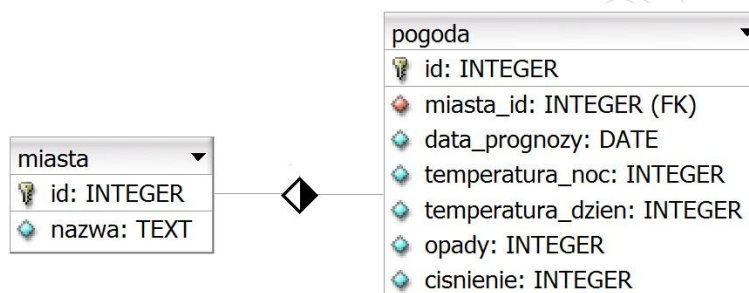 miasta
id: INTEGER
nazwa: TEXT
pogoda
id: INTEGER
miasta_id: INTEGER (FK)
data_prognozy: DATE
temperatura_noc: INTEGER
temperatura_dzien: INTEGER
opady: INTEGER
cisnienie: INTEGER